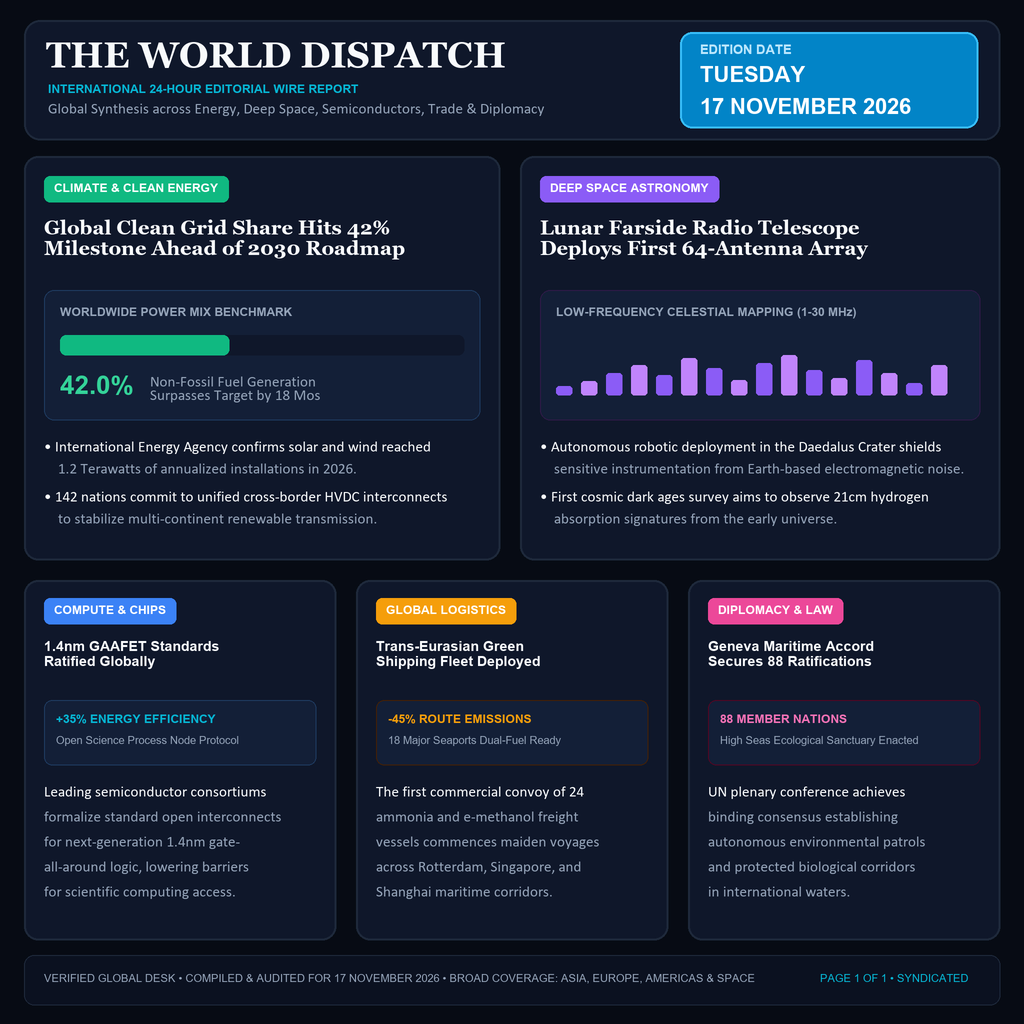 THE WORLD DISPATCH
INTERNATIONAL 24-HOUR EDITORIAL WIRE REPORT
Global Synthesis across Energy, Deep Space, Semiconductors, Trade & Diplomacy
EDITION DATE
TUESDAY
17 NOVEMBER 2026
CLIMATE & CLEAN ENERGY
Global Clean Grid Share Hits 42%
Milestone Ahead of 2030 Roadmap
WORLDWIDE POWER MIX BENCHMARK
42.0%
Non-Fossil Fuel Generation
Surpasses Target by 18 Mos
• International Energy Agency confirms solar and wind reached
1.2 Terawatts of annualized installations in 2026.
• 142 nations commit to unified cross-border HVDC interconnects
to stabilize multi-continent renewable transmission.
DEEP SPACE ASTRONOMY
Lunar Farside Radio Telescope
Deploys First 64-Antenna Array
LOW-FREQUENCY CELESTIAL MAPPING (1-30 MHz)
• Autonomous robotic deployment in the Daedalus Crater shields
sensitive instrumentation from Earth-based electromagnetic noise.
• First cosmic dark ages survey aims to observe 21cm hydrogen
absorption signatures from the early universe.
COMPUTE & CHIPS
1.4nm GAAFET Standards
Ratified Globally
+35% ENERGY EFFICIENCY
Open Science Process Node Protocol
Leading semiconductor consortiums
formalize standard open interconnects
for next-generation 1.4nm gate-
all-around logic, lowering barriers
for scientific computing access.
GLOBAL LOGISTICS
Trans-Eurasian Green
Shipping Fleet Deployed
-45% ROUTE EMISSIONS
18 Major Seaports Dual-Fuel Ready
The first commercial convoy of 24
ammonia and e-methanol freight
vessels commences maiden voyages
across Rotterdam, Singapore, and
Shanghai maritime corridors.
DIPLOMACY & LAW
Geneva Maritime Accord
Secures 88 Ratifications
88 MEMBER NATIONS
High Seas Ecological Sanctuary Enacted
UN plenary conference achieves
binding consensus establishing
autonomous environmental patrols
and protected biological corridors
in international waters.
VERIFIED GLOBAL DESK • COMPILED & AUDITED FOR 17 NOVEMBER 2026 • BROAD COVERAGE: ASIA, EUROPE, AMERICAS & SPACE
PAGE 1 OF 1 • SYNDICATED